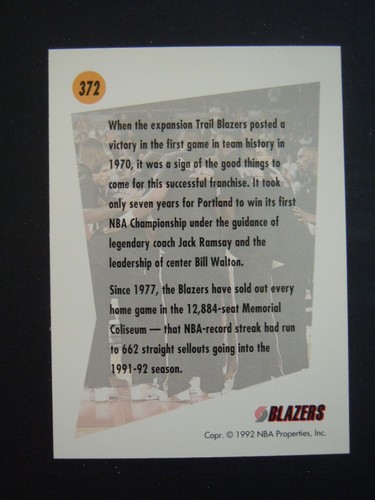 372
When the expansion Trail Blazers posted a
victory in the first game in team history in
1970, it was a sign of the good things to
come for this successful franchise. It took
only seven years for Portland to win its first
NBA Championship under the guidance of
legendary coach Jack Ramsay and the
leadership of center Bill Walton.
Since 1977, the Blazers have sold out every
home game in the 12,884-seat Memorial
Coliseum — that NBA-record streak had run
to 662 straight sellouts going into the
1991-92 season.
BLAZERS
Copr. © 1992 NBA Properties, Inc.